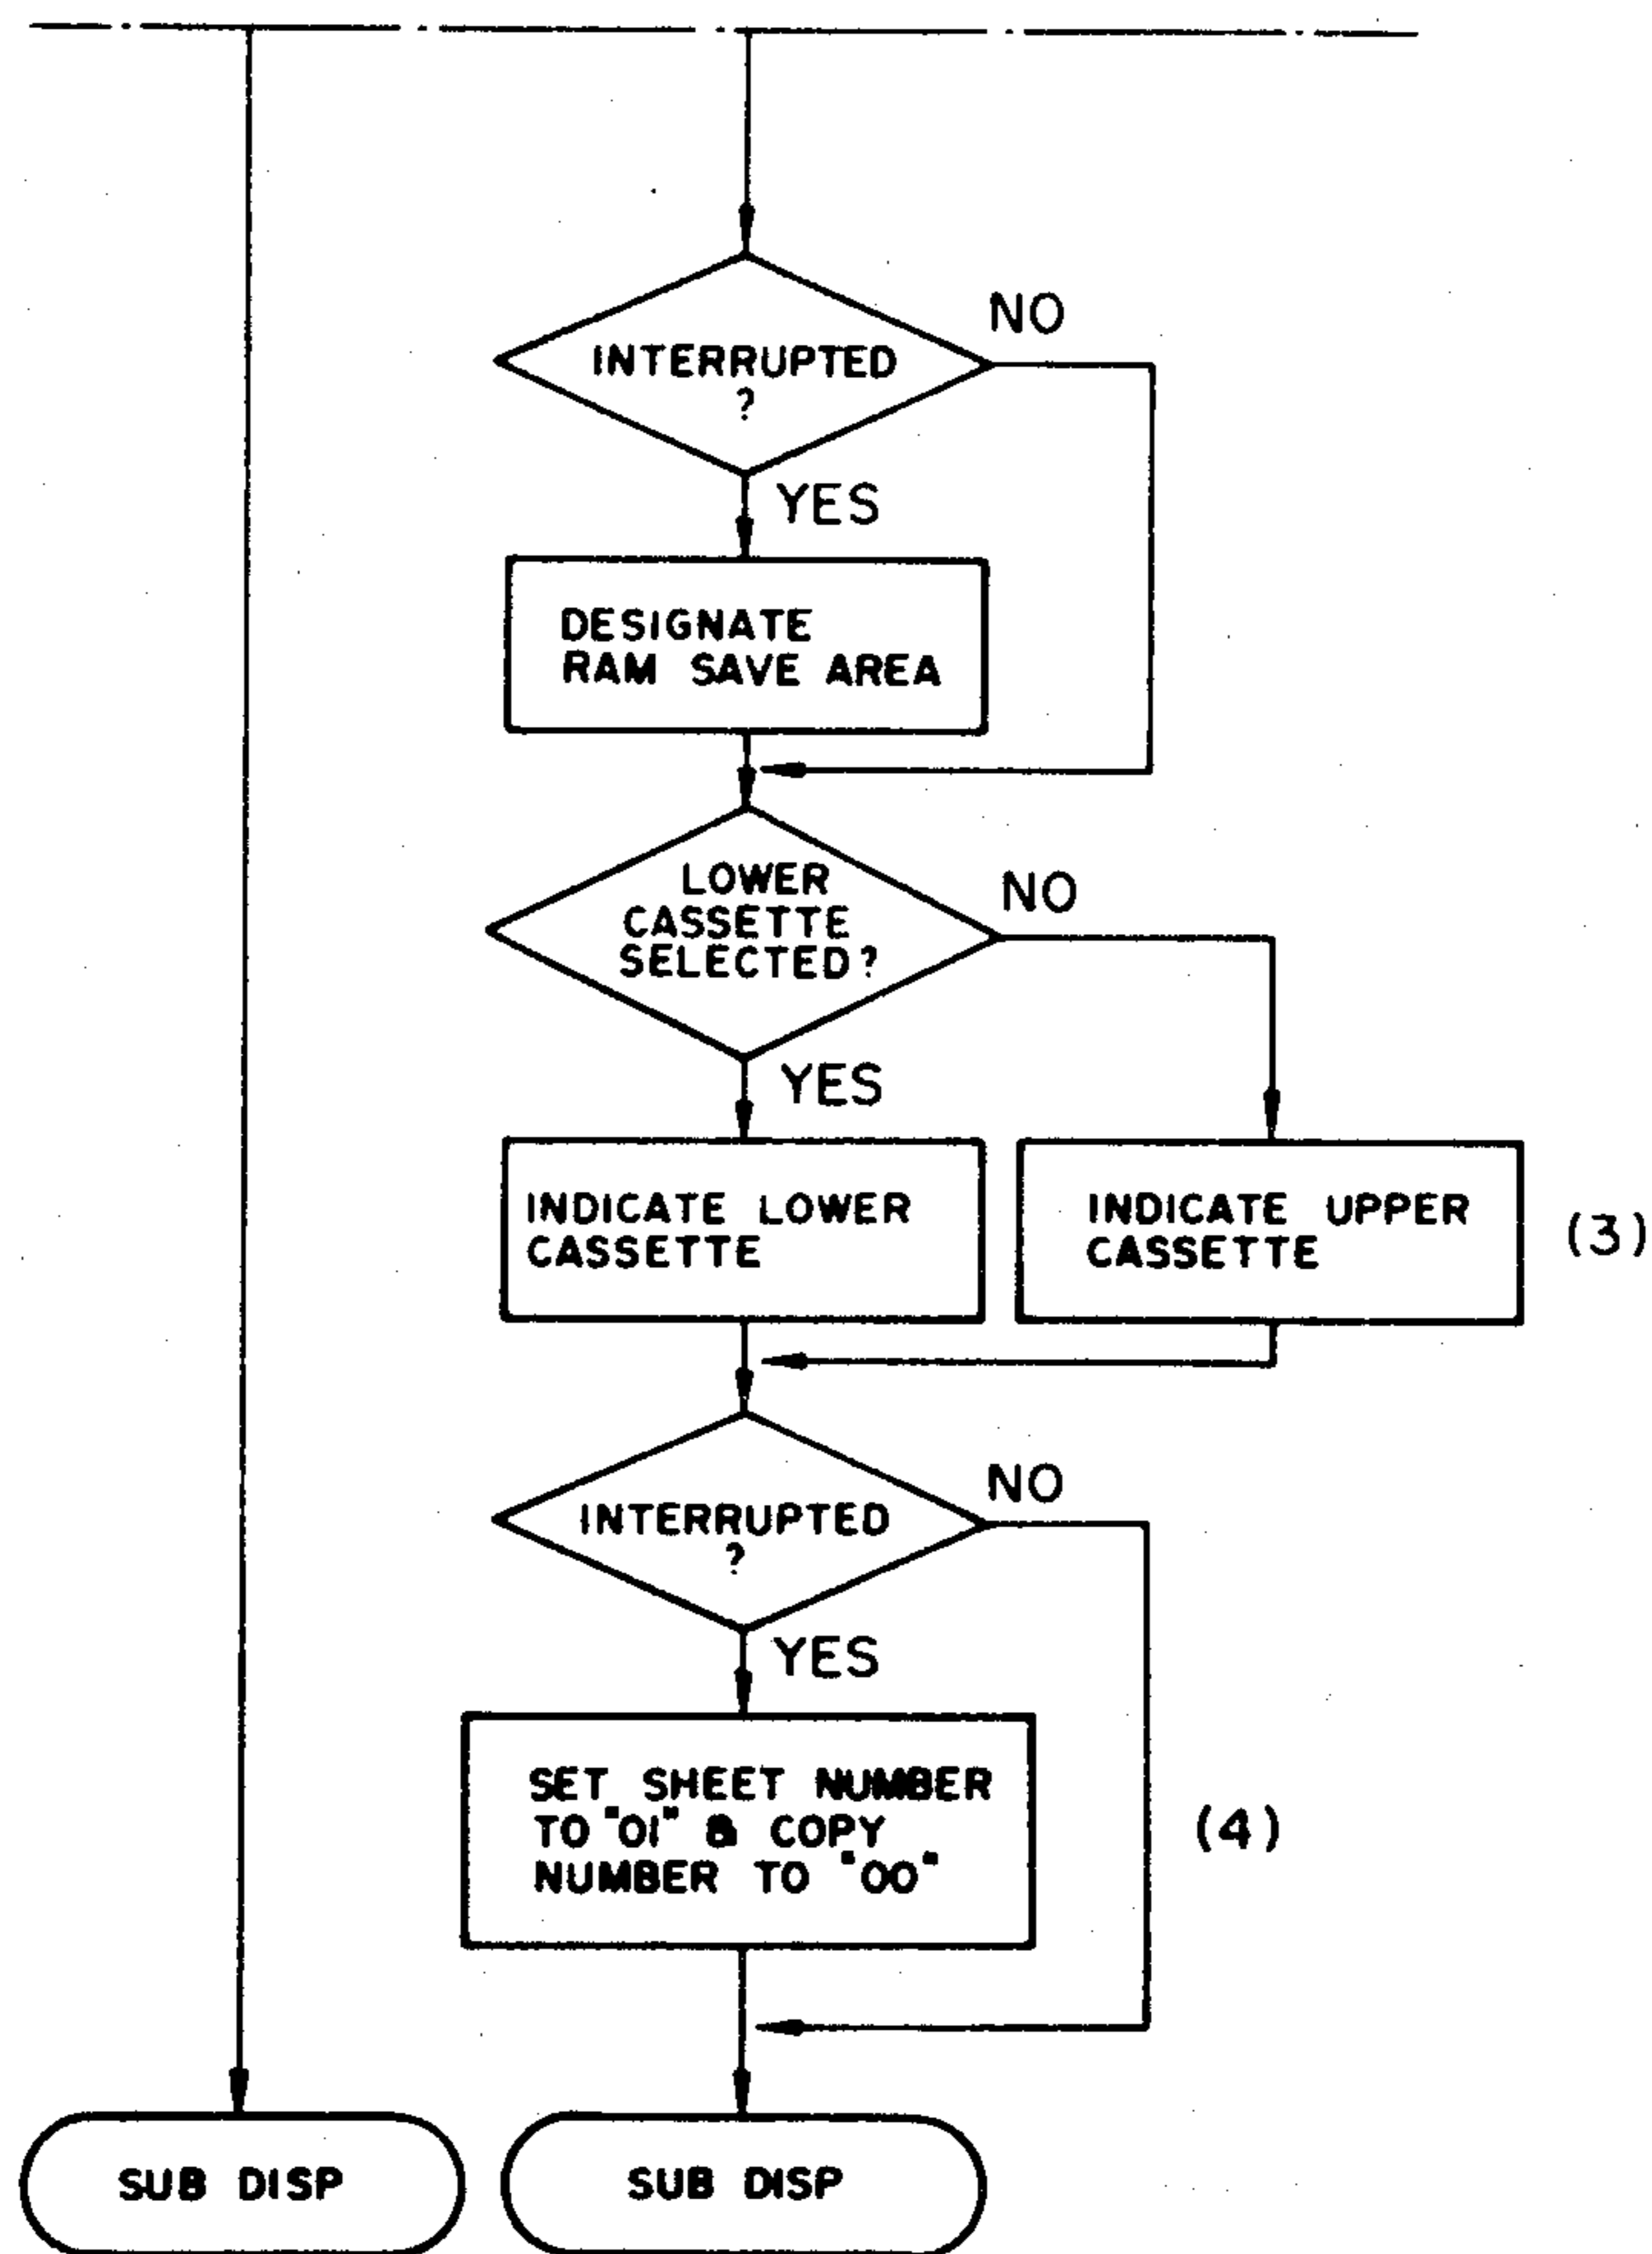 NO
INTERRUPTED
?
YES
DESIGNATE
RAM SAVE AREA
LOWER
CASSETTE
SELECTED?
NO
YES
INDICATE LOWER
CASSETTE
INDICATE UPPER
CASSETTE
(3)
NO
INTERRUPTED
?
YES
SET SHEET NUMBER
TO "01" & COPY
NUMBER TO "00"
(4)
SUB DISP
SUB DISP